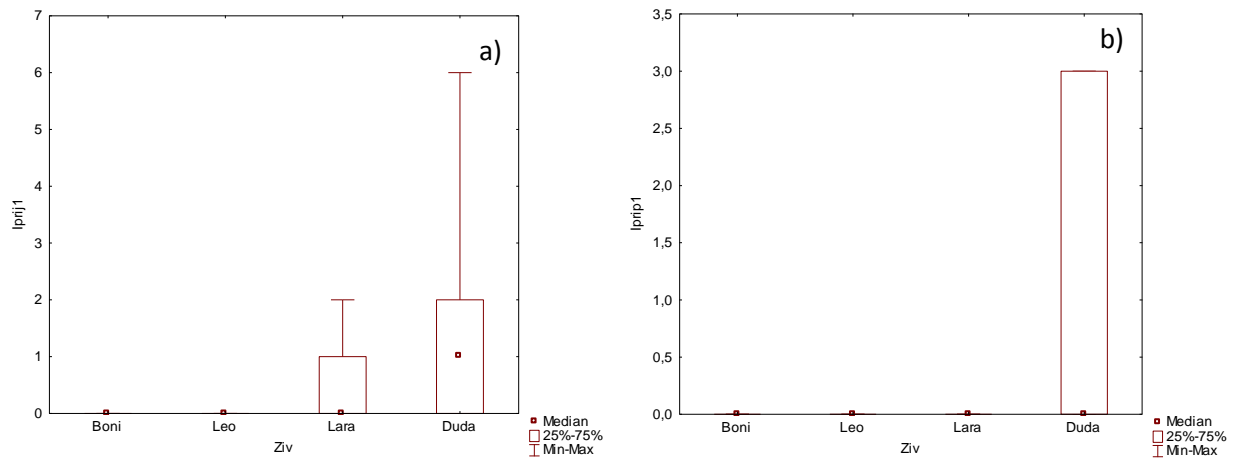 a)
7
6
5
4
3
2
1
0
Iprij1
Boni Leo Lara Duda
Ziv
Median
25%-75%
Min-Max
b)
3,5
3,0
2,5
2,0
1,5
1,0
0,5
0,0
Iprip1
Boni Leo Lara Duda
Ziv
Median
25%-75%
Min-Max